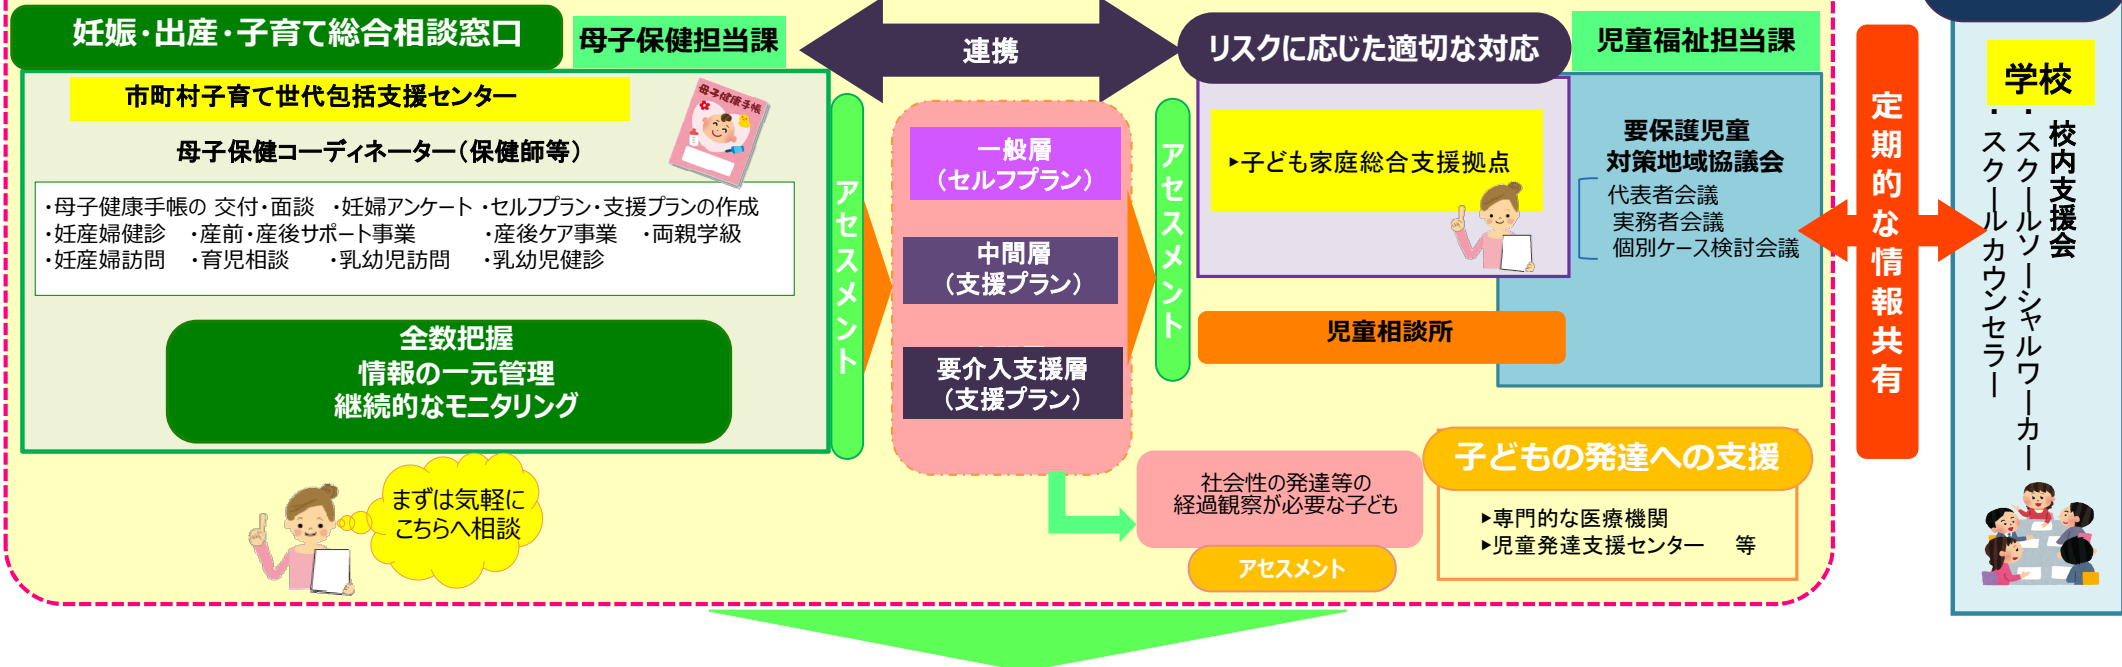 妊娠・出産・子育て総合相談窓口
母子保健担当課
市町村子育て世代包括支援センター
母子健康手帳
母子保健コーディネーター（保健師等）
・母子健康手帳の 交付・面談　・妊婦アンケート ・セルフプラン・支援プランの作成
・妊産婦健診　・産前・産後サポート事業　・産後ケア事業　・両親学級
・妊産婦訪問　・育児相談　・乳幼児訪問　・乳幼児健診
全数把握
情報の一元管理
継続的なモニタリング
まずは気軽に
こちらへ相談
アセスメント
連携
一般層
（セルフプラン）
中間層
（支援プラン）
要介入支援層
（支援プラン）
アセスメント
リスクに応じた適切な対応
児童福祉担当課
▸子ども家庭総合支援拠点
要保護児童
対策地域協議会
代表者会議
実務者会議
個別ケース検討会議
児童相談所
社会性の発達等の
経過観察が必要な子ども
アセスメント
子どもの発達への支援
▸専門的な医療機関
▸児童発達支援センター　等
定期的な情報共有
学校
校内支援会
・スクールソーシャルワーカー
・スクールカウンセラー